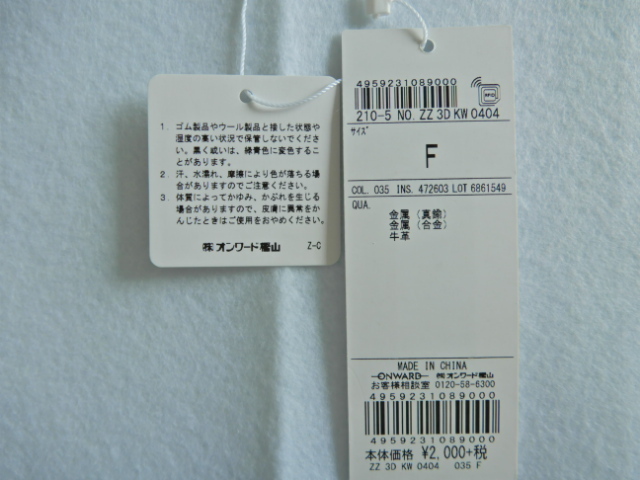 1. ゴム製品やウール製品と接した状態や
湿度の高い状況で保管しないでくださ
い。黒く或いは、緑青色に変色するこ
とがあります。
2. 汗、水濡れ、摩擦により色が落ちる場
合がありますのでご注意ください。
3. 体質によってかゆみ、かぶれを生じる
場合がありますので、皮膚に異常をか
んじたときはご使用をおやめください。
㈱オンワード樫山 Z-C
4959231089000
RFID
210-5 NO. ZZ 3D KW 0404
サイズ
F
COL. 035 INS. 472603 LOT 6861549
QUA.
金属(真鍮)
金属(合金)
牛革
MADE IN CHINA
ONWARD ㈱オンワード樫山
お客様相談室 0120-58-6300
4959231089000
4959231089000
本体価格 ¥2,000+税
ZZ 3D KW 0404 035 F